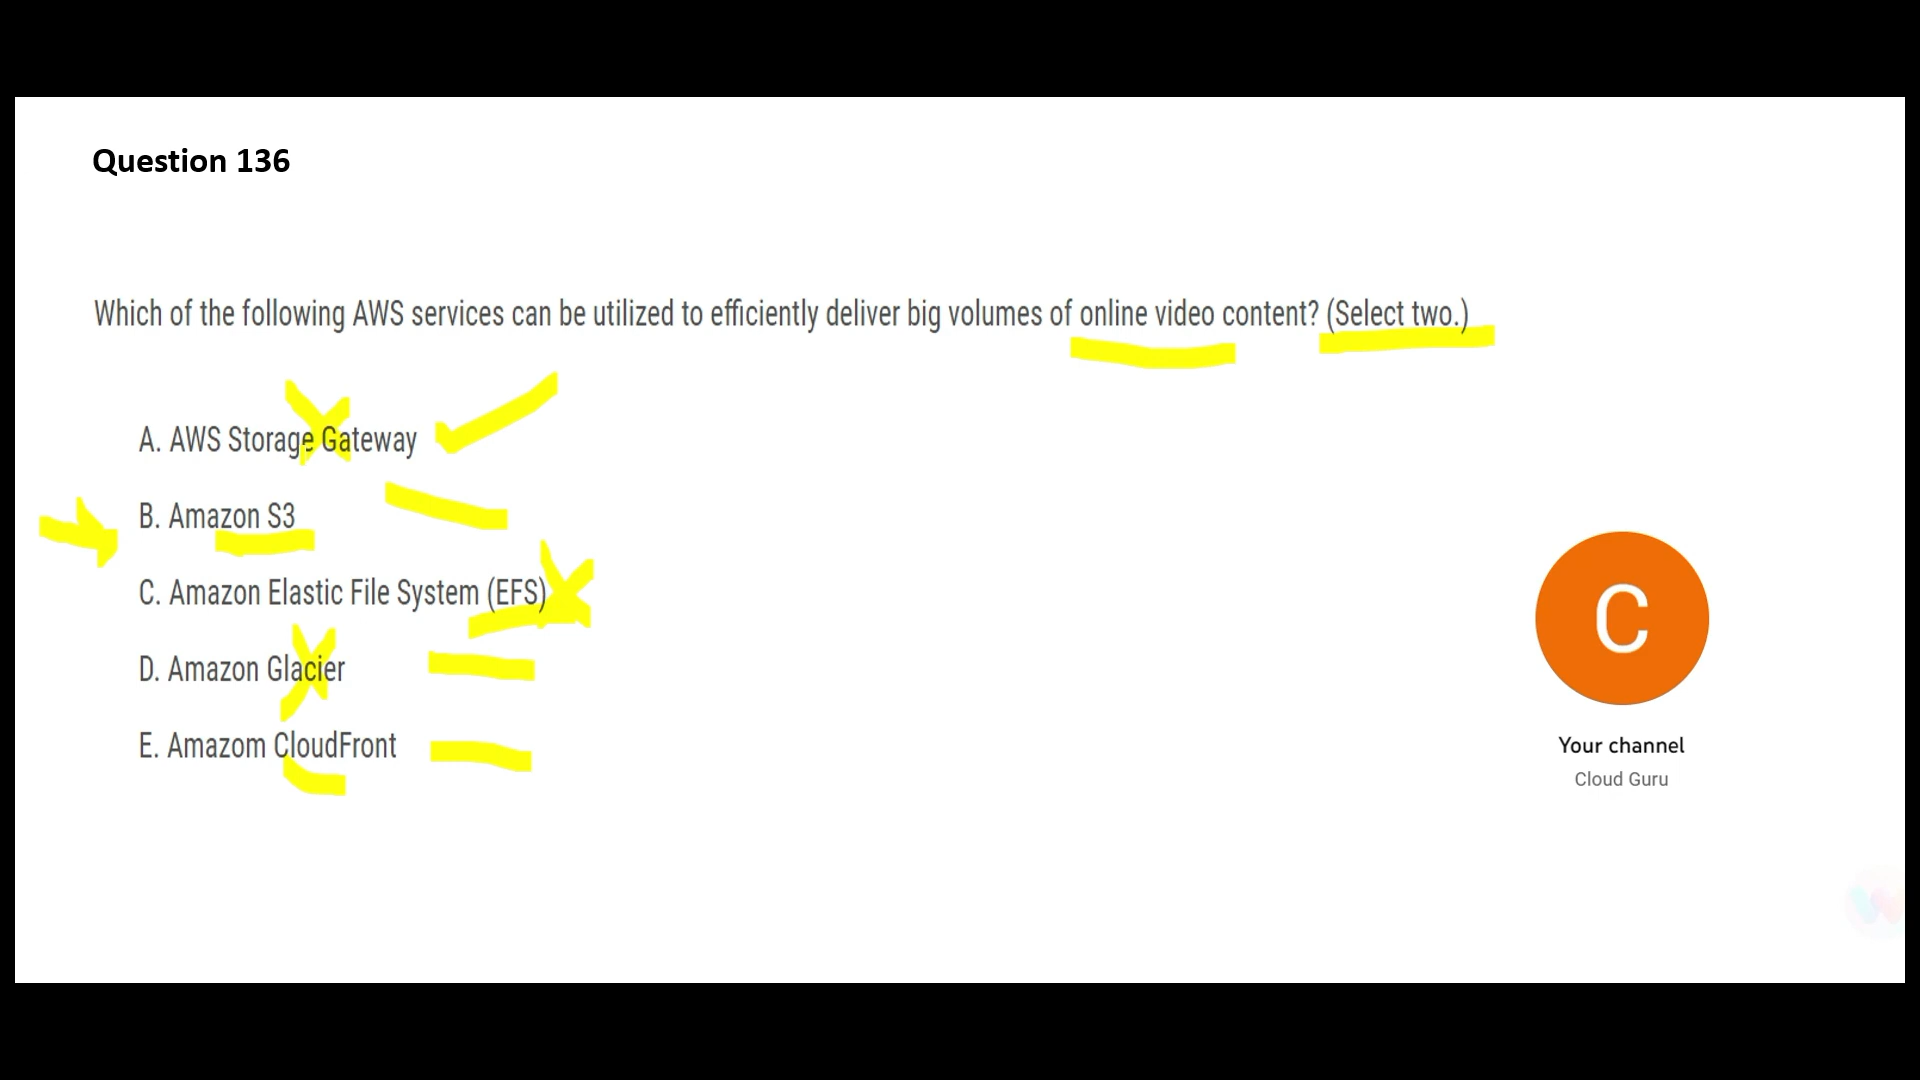 Question 136
Which of the following AWS services can be utilized to efficiently deliver big volumes of online video content? (Select two.)
A. AWS Storage Gateway
B. Amazon S3
C. Amazon Elastic File System (EFS)
D. Amazon Glacier
E. Amazom CloudFront
C
Your channel
Cloud Guru